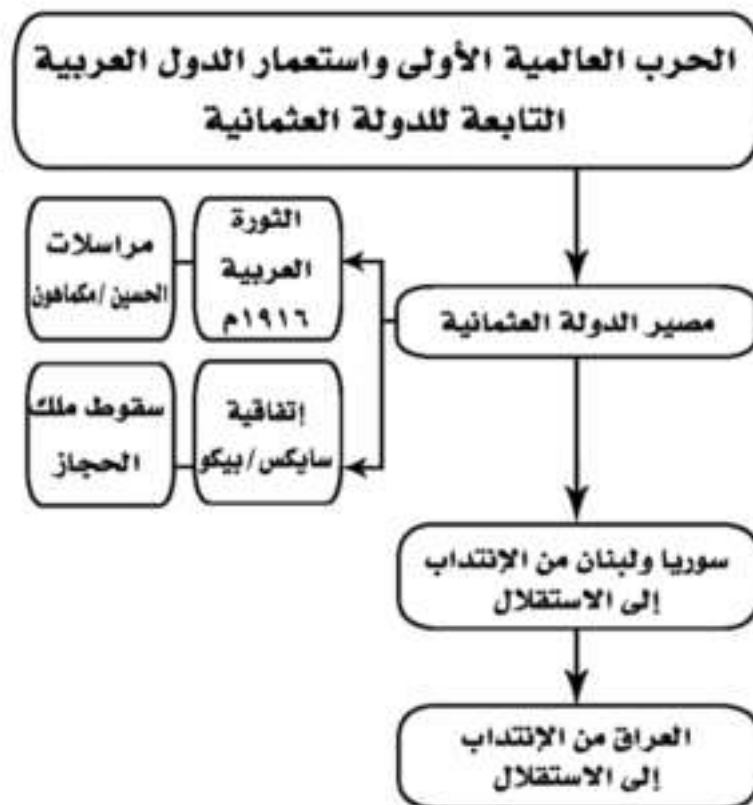 الحرب العالمية الأولى واستعمار الدول العربية
التابعة للدولة العثمانية
مصير الدولة العثمانية
الثورة
العربية
١٩١٦م
مراسلات
الحسين/مكماهون
إتفاقية
سايكس/بيكو
سقوط ملك
الحجاز
سوريا ولبنان من الإنتداب
إلى الاستقلال
العراق من الإنتداب
إلى الاستقلال